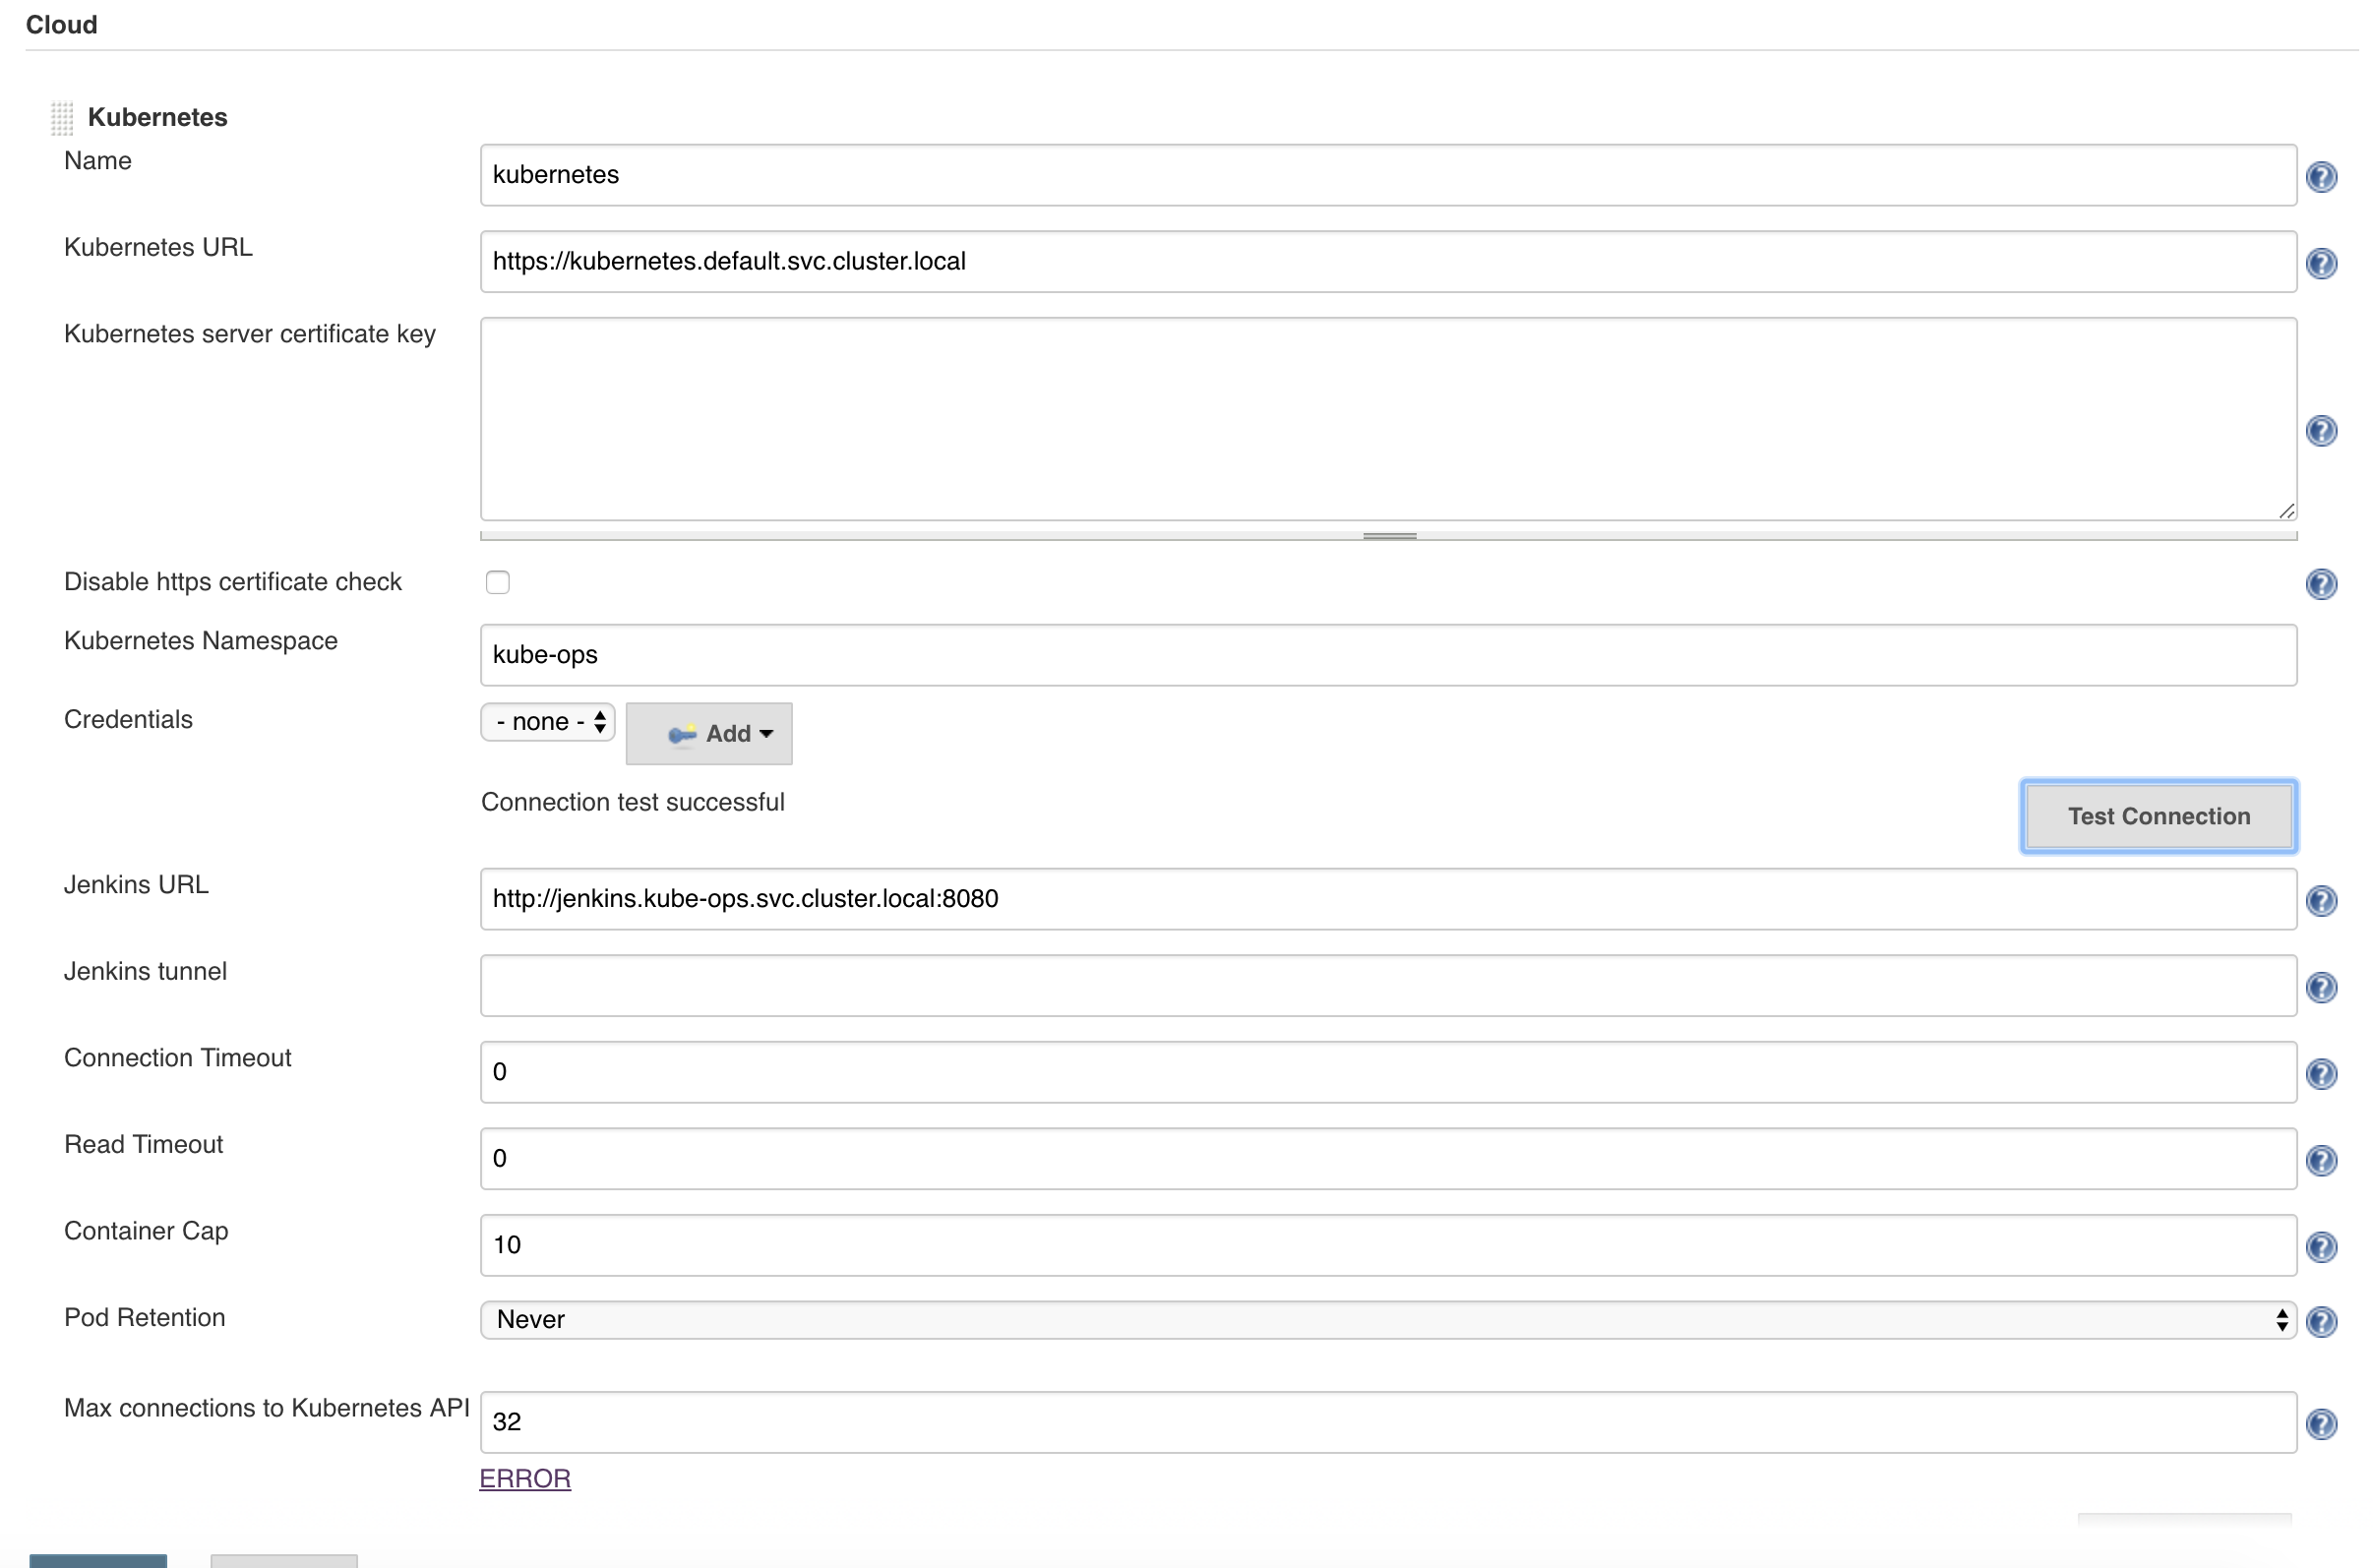 Cloud
Kubernetes
Name
kubernetes
Kubernetes URL
https://kubernetes.default.svc.cluster.local
Kubernetes server certificate key
Disable https certificate check
Kubernetes Namespace
kube-ops
Credentials
- none -
Add
Connection test successful
Test Connection
Jenkins URL
http://jenkins.kube-ops.svc.cluster.local:8080
Jenkins tunnel
Connection Timeout
0
Read Timeout
0
Container Cap
10
Pod Retention
Never
Max connections to Kubernetes API
32
ERROR